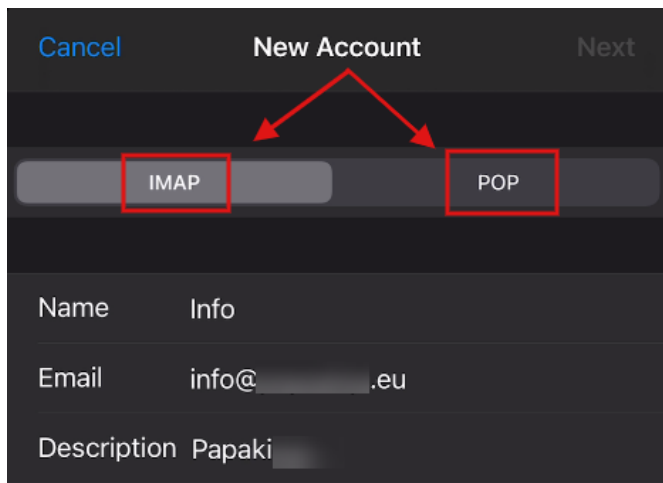 Cancel New Account Next
IMAP POP
Name Info
Email info@ .eu
Description Papaki